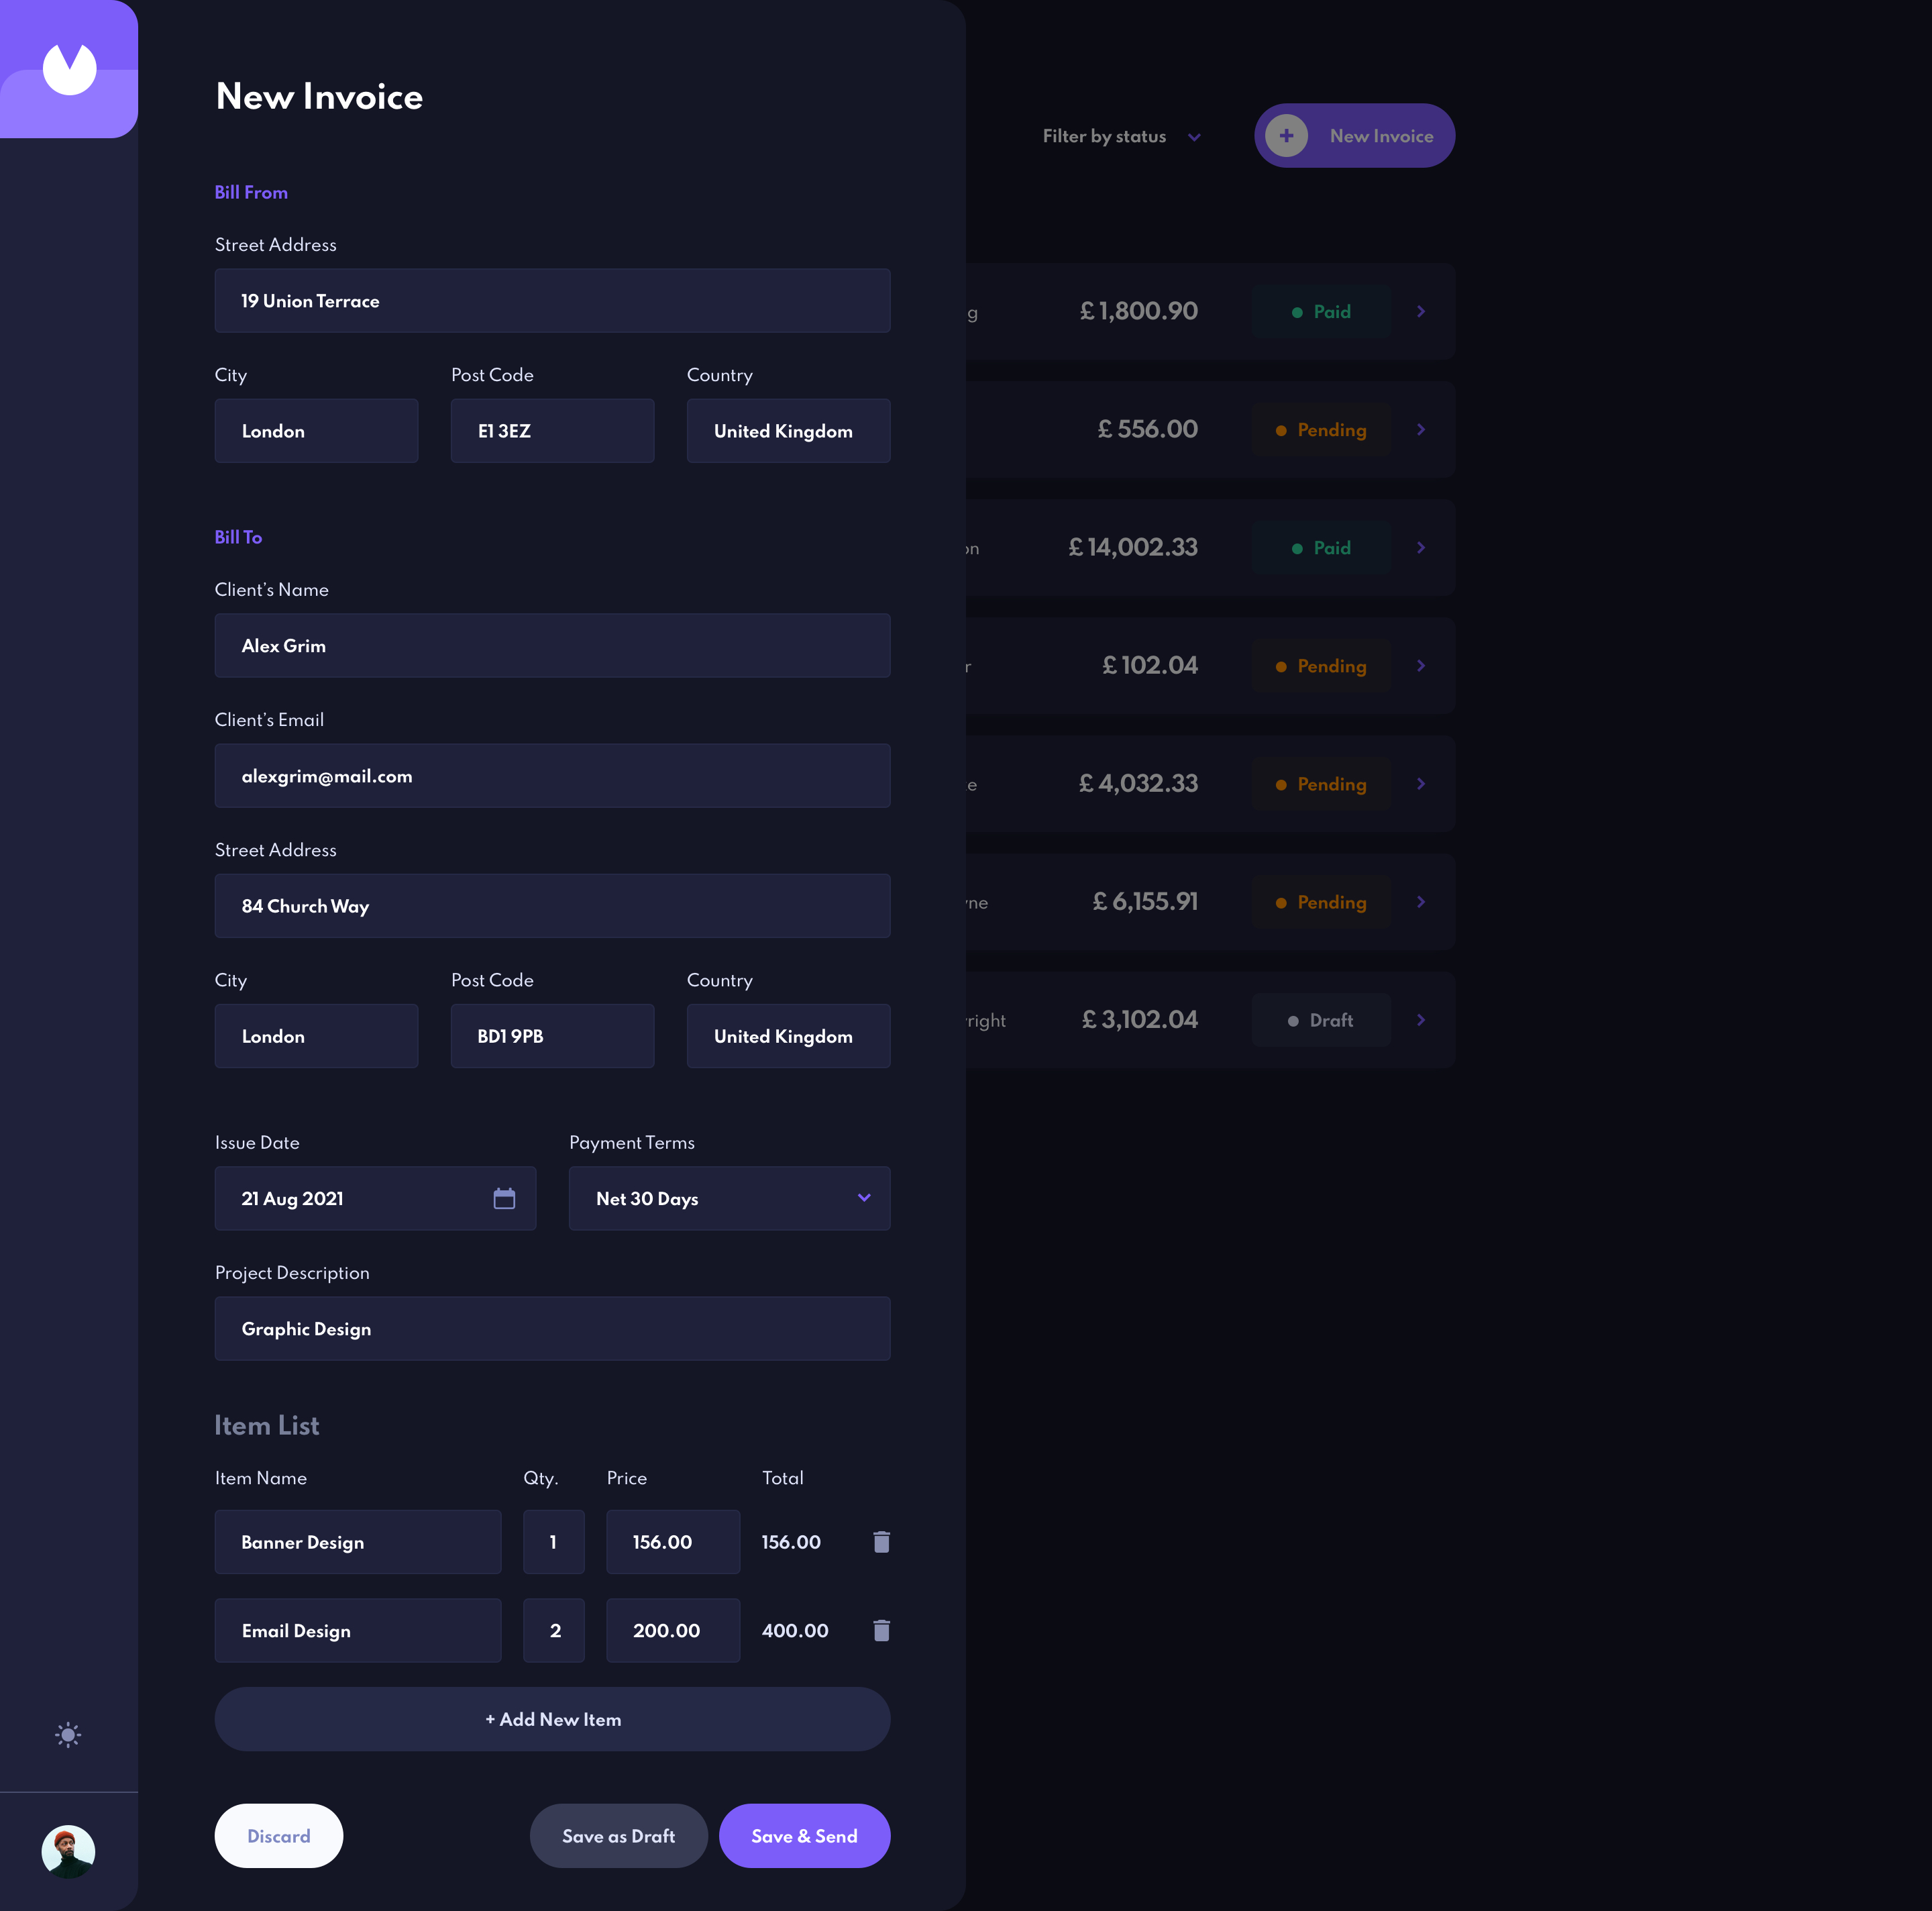 New Invoice
Bill From
Street Address
19 Union Terrace
City Post Code Country
London E1 3EZ United Kingdom
Bill To
Client’s Name
Alex Grim
Client’s Email
alexgrim@mail.com
Street Address
84 Church Way
City Post Code Country
London BD1 9PB United Kingdom
Issue Date Payment Terms
21 Aug 2021 Net 30 Days
Project Description
Graphic Design
Item List
Item Name Qty. Price Total
Banner Design 1 156.00 156.00
Email Design 2 200.00 400.00
+ Add New Item
Discard Save as Draft Save & Send
Filter by status + New Invoice
£ 1,800.90 Paid
£ 556.00 Pending
£ 14,002.33 Paid
£ 102.04 Pending
£ 4,032.33 Pending
£ 6,155.91 Pending
£ 3,102.04 Draft